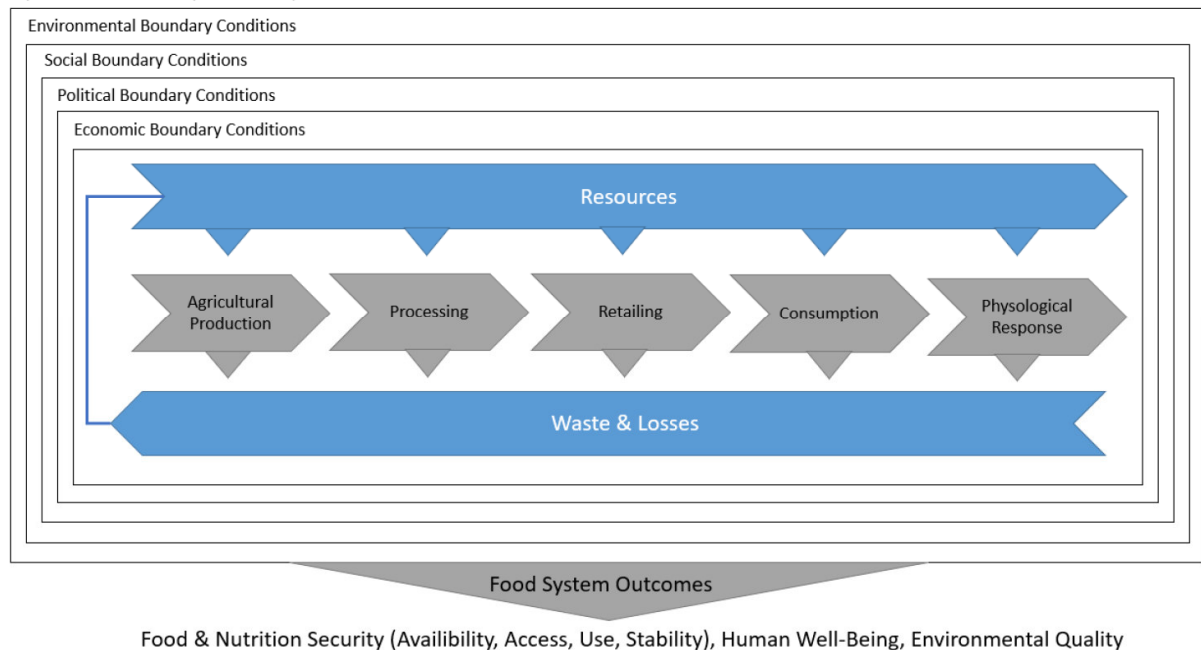 Environmental Boundary Conditions
Social Boundary Conditions
Political Boundary Conditions
Economic Boundary Conditions
Resources
Agricultural
Production
Processing
Retailing
Consumption
Physological
Response
Waste & Losses
Food System Outcomes
Food & Nutrition Security (Availibility, Access, Use, Stability), Human Well-Being, Environmental Quality